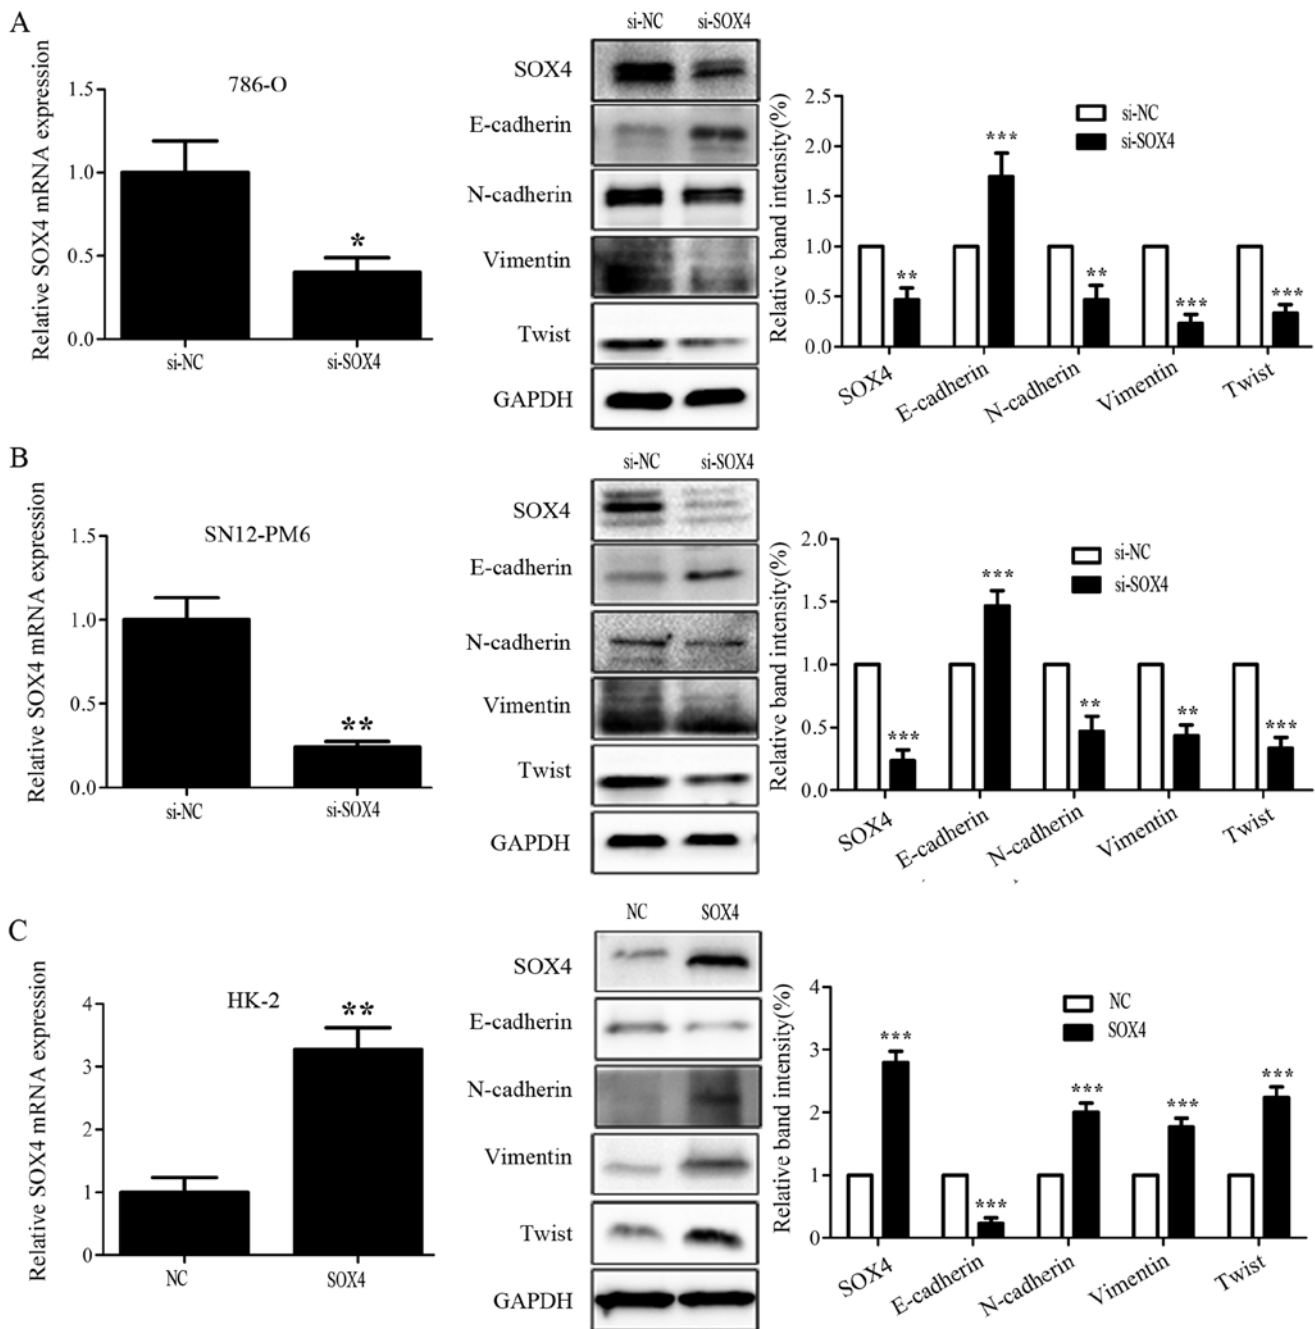 A
Relative SOX4 mRNA expression
786-O
1.5
1.0
0.5
0.0
*
si-NC
si-SOX4
si-NC
si-SOX4
SOX4
E-cadherin
N-cadherin
Vimentin
Twist
GAPDH
Relative band intensity(%)
2.5
2.0
1.5
1.0
0.5
0.0
si-NC
si-SOX4
**
***
**
***
***
SOX4
E-cadherin
N-cadherin
Vimentin
Twist
B
Relative SOX4 mRNA expression
SN12-PM6
1.5
1.0
0.5
0.0
**
si-NC
si-SOX4
si-NC
si-SOX4
SOX4
E-cadherin
N-cadherin
Vimentin
Twist
GAPDH
Relative band intensity(%)
2.0
1.5
1.0
0.5
0.0
si-NC
si-SOX4
***
***
**
**
***
SOX4
E-cadherin
N-cadherin
Vimentin
Twist
C
Relative SOX4 mRNA expression
HK-2
4
3
2
1
0
**
NC
SOX4
NC
SOX4
SOX4
E-cadherin
N-cadherin
Vimentin
Twist
GAPDH
Relative band intensity(%)
4
3
2
1
0
NC
SOX4
***
***
***
***
***
SOX4
E-cadherin
N-cadherin
Vimentin
Twist